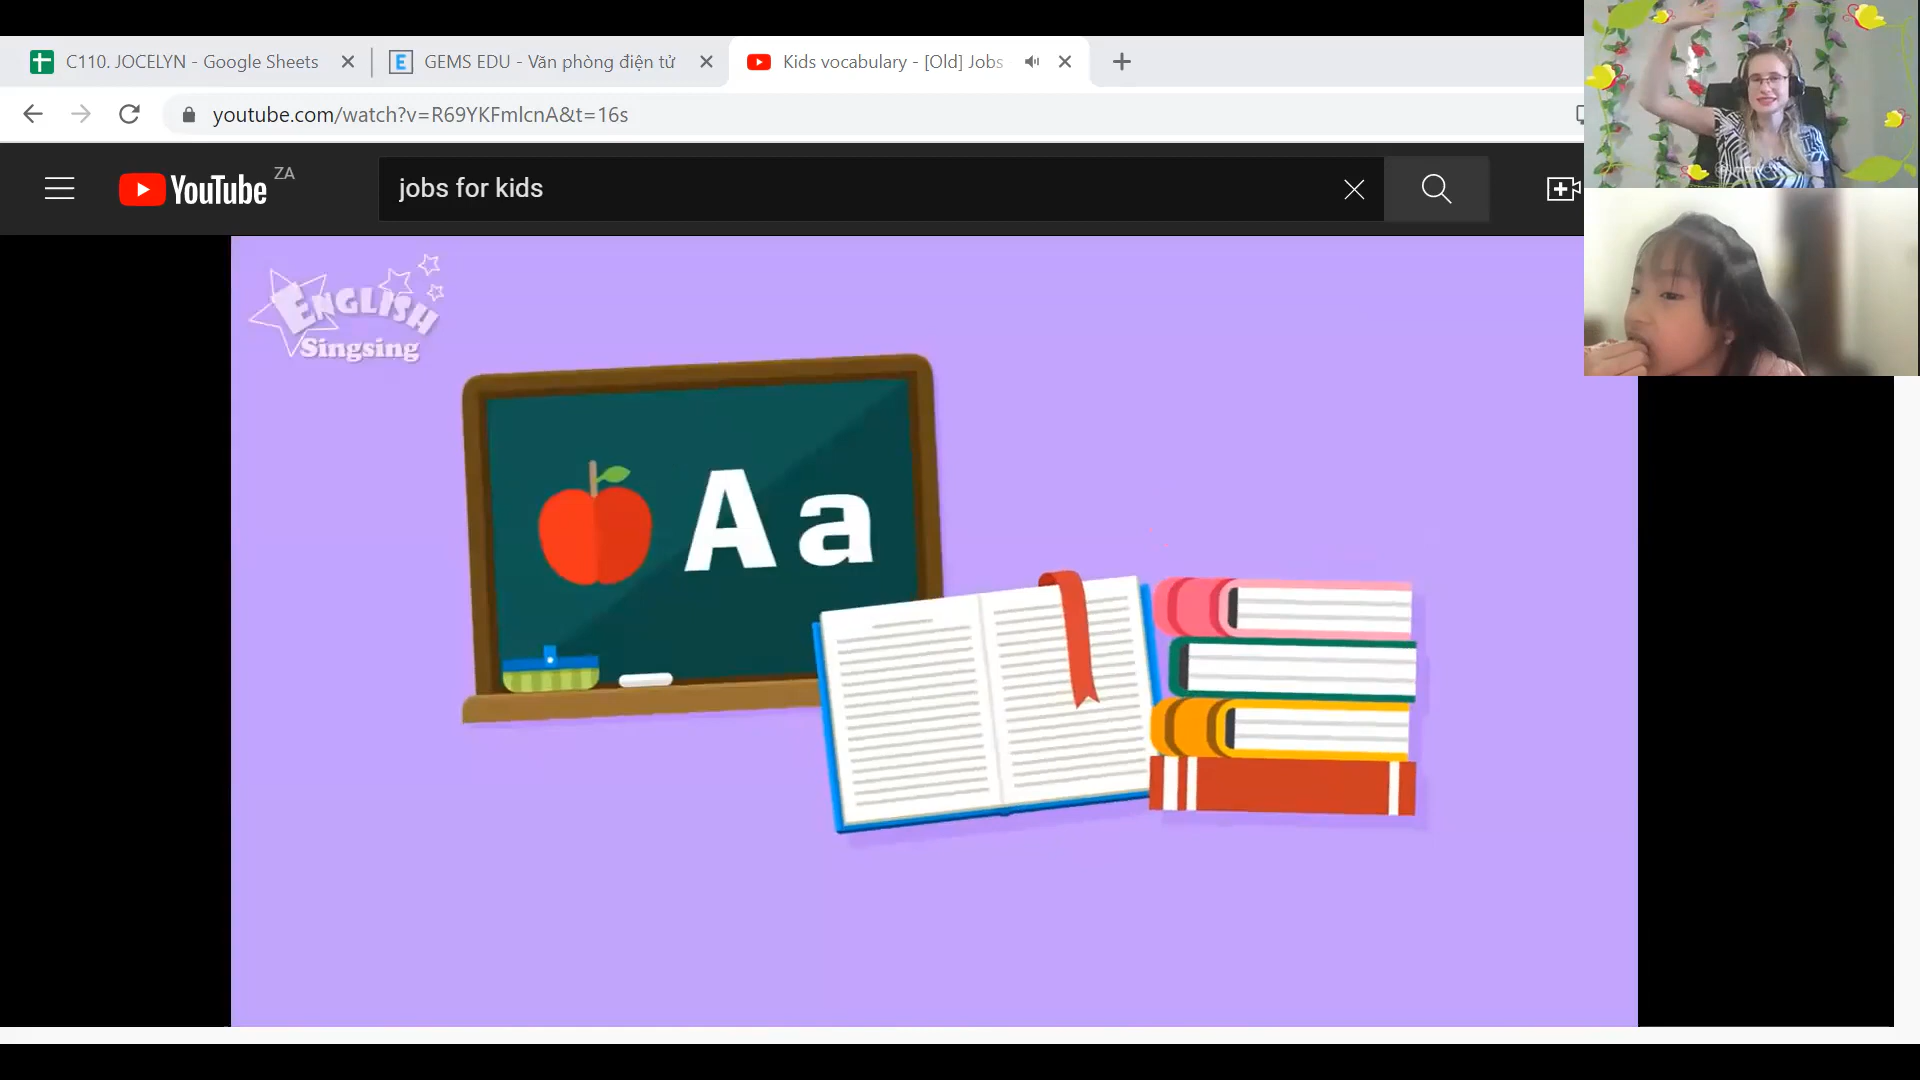 C110. JOCELYN - Google Sheets
E GEMS EDU - Văn phòng điện tử
Kids vocabulary - [Old] Jobs
youtube.com/watch?v=R69YKFmlcnA&t=16s
YouTube ZA
jobs for kids
ENGLISH
Singsing
A a